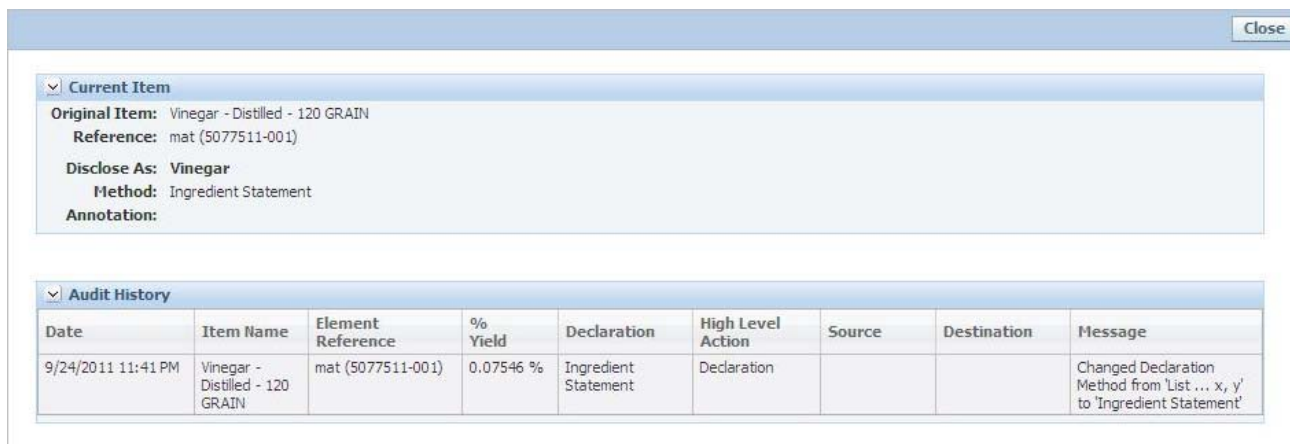 Close
Current Item
Original Item: Vinegar - Distilled - 120 GRAIN
Reference: mat (5077511-001)
Disclose As: Vinegar
Method: Ingredient Statement
Annotation:
Audit History
Date Item Name Element Reference % Yield Declaration High Level Action Source Destination Message
9/24/2011 11:41 PM Vinegar - Distilled - 120 GRAIN mat (5077511-001) 0.07546 % Ingredient Statement Declaration Changed Declaration Method from 'List ... x, y' to 'Ingredient Statement'